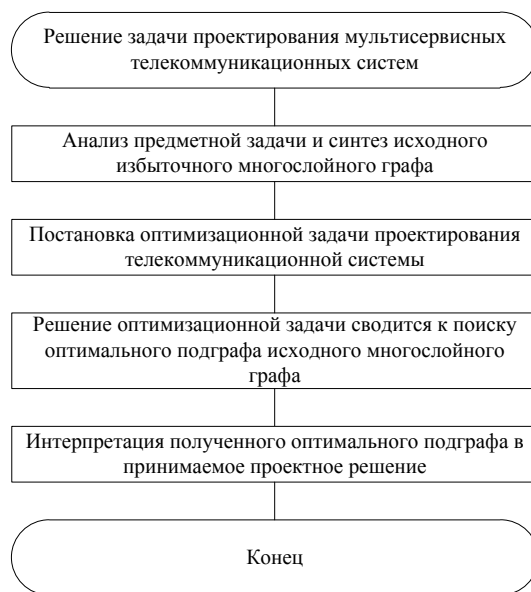 Решение задачи проектирования мультисервисных
телекоммуникационных систем
Анализ предметной задачи и синтез исходного
избыточного многослойного графа
Постановка оптимизационной задачи проектирования
телекоммуникационной системы
Решение оптимизационной задачи сводится к поиску
оптимального подграфа исходного многослойного
графа
Интерпретация полученного оптимального подграфа в
принимаемое проектное решение
Конец